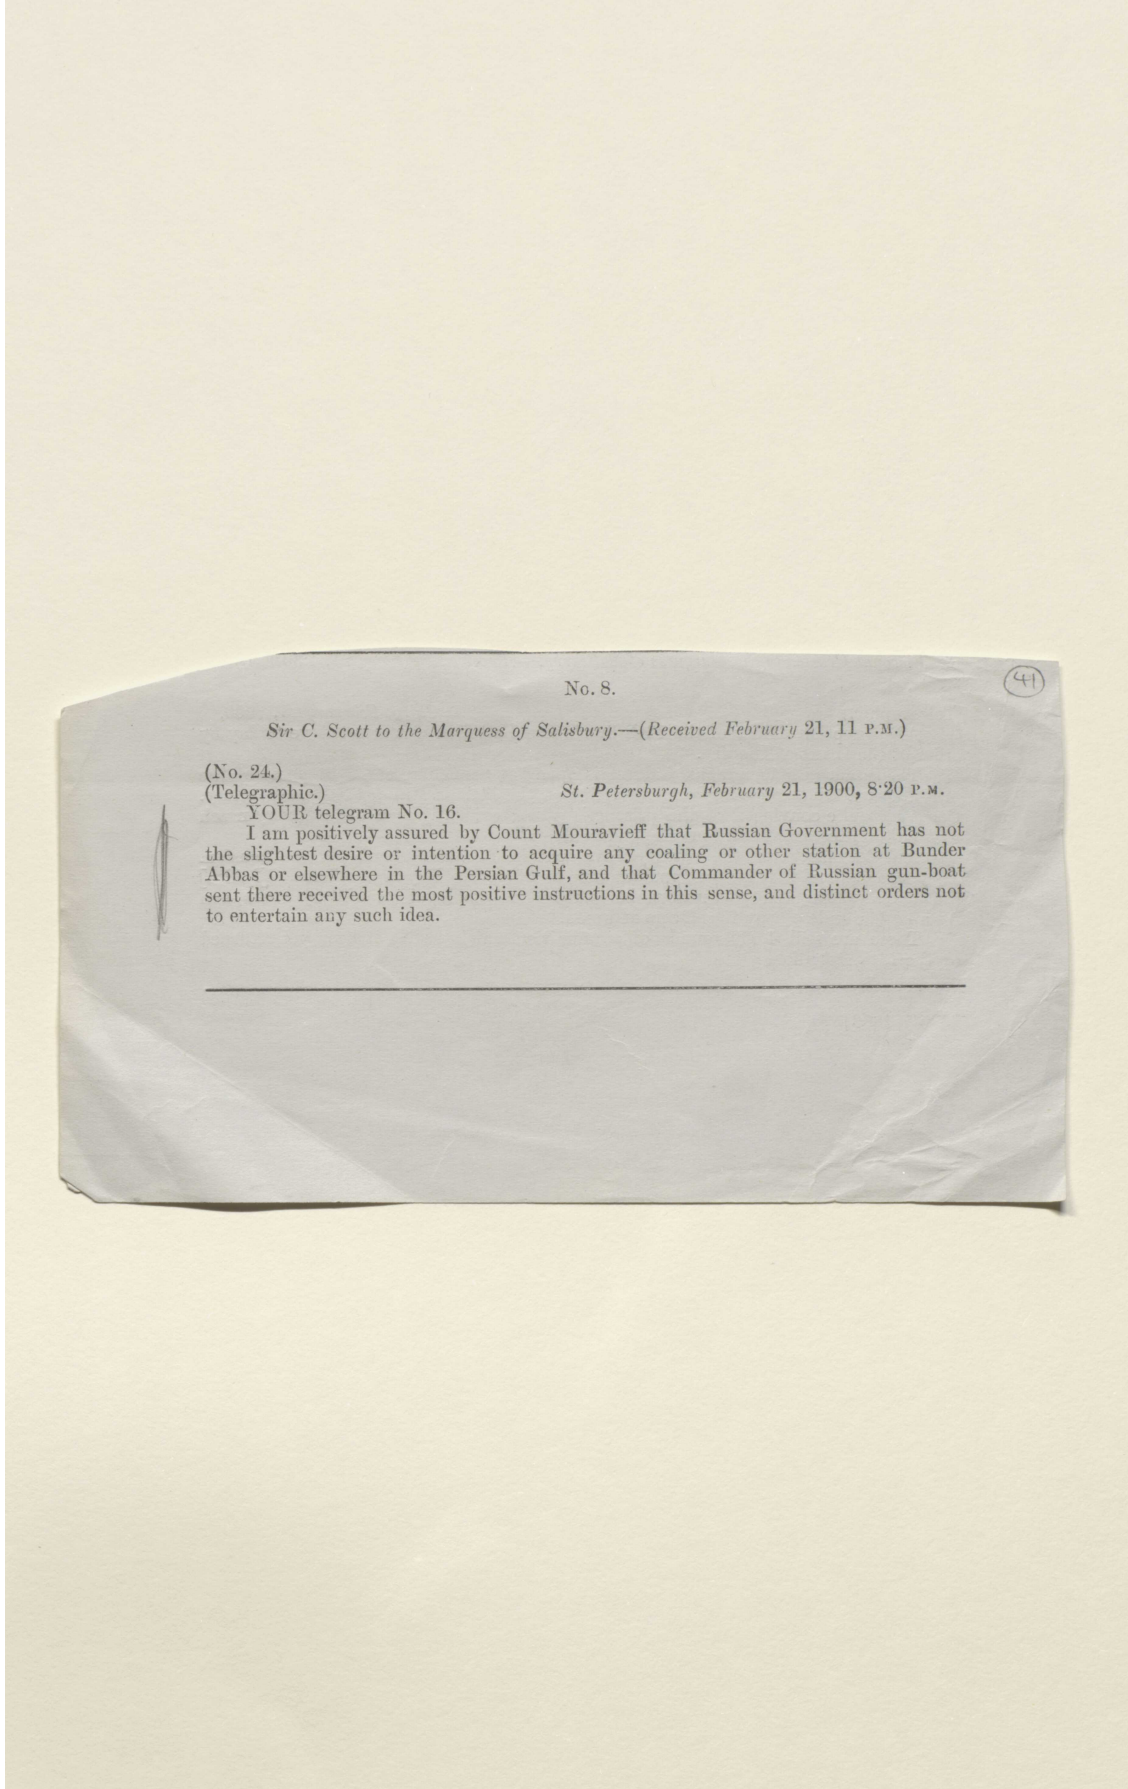 41
No. 8.
Sir C. Scott to the Marquess of Salisbury.—(Received February 21, 11 P.M.)
(No. 24.)
(Telegraphic.) St. Petersburgh, February 21, 1900, 8·20 P.M.
YOUR telegram No. 16.
I am positively assured by Count Mouravieff that Russian Government has not
the slightest desire or intention to acquire any coaling or other station at Bunder
Abbas or elsewhere in the Persian Gulf, and that Commander of Russian gun-boat
sent there received the most positive instructions in this sense, and distinct orders not
to entertain any such idea.